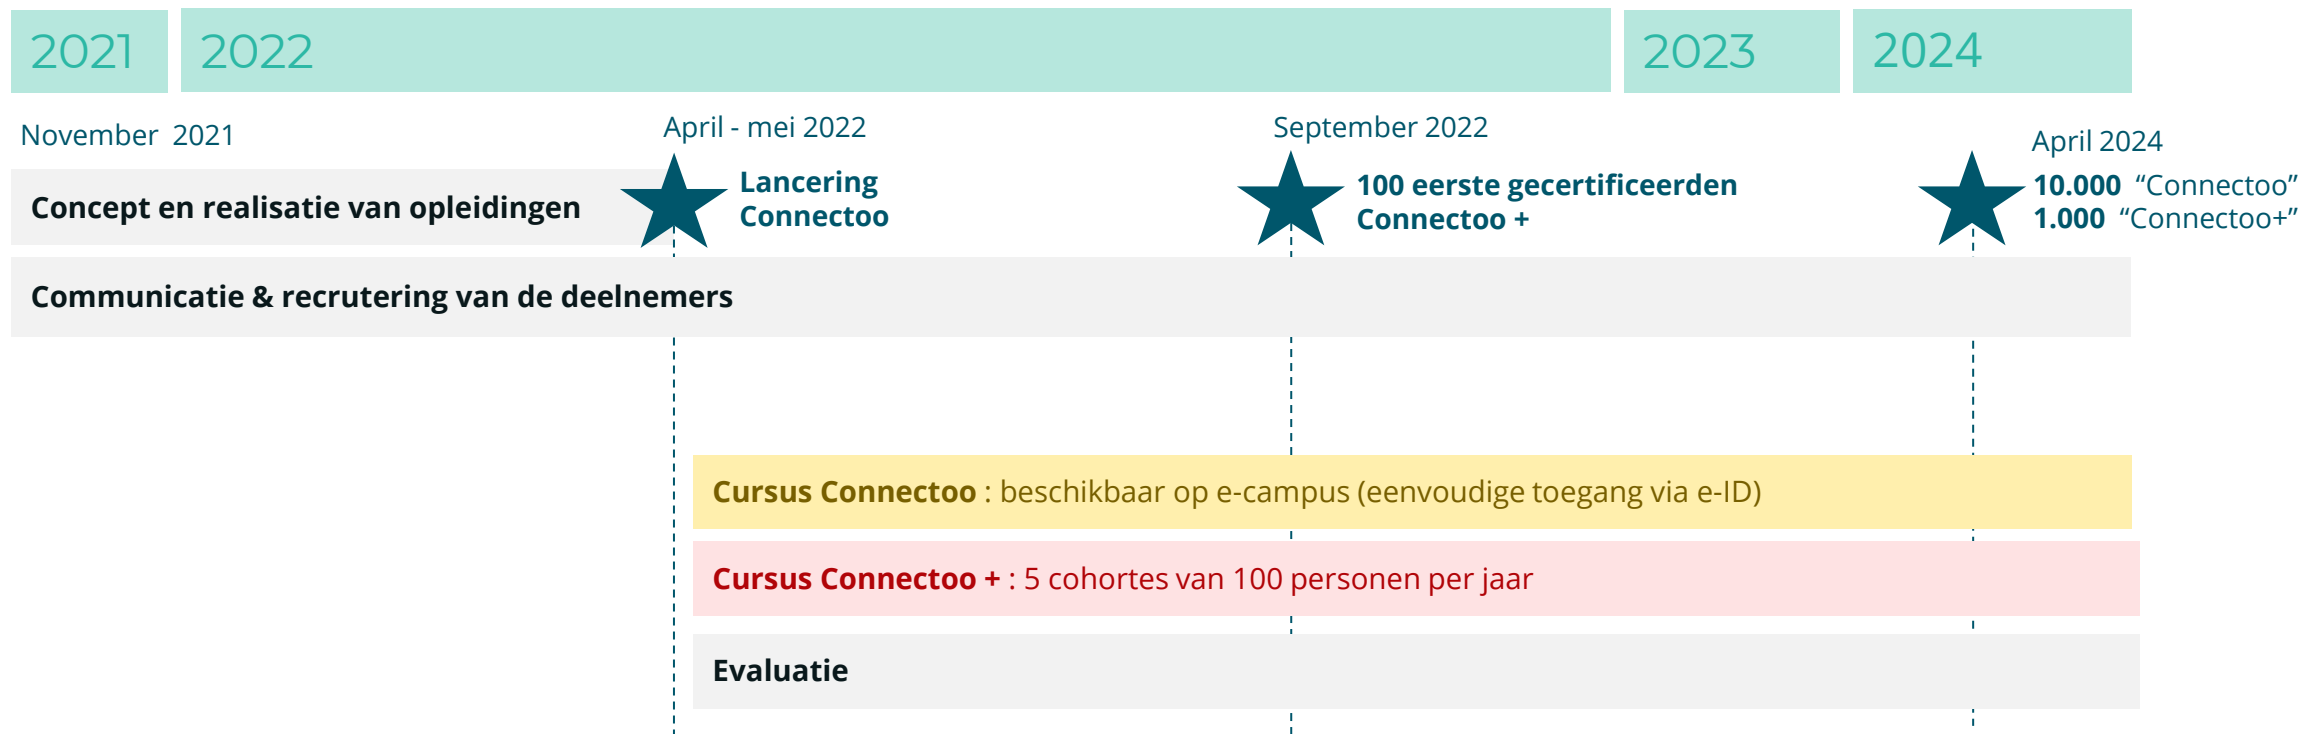 2021
2022
2023
2024
November 2021
April - mei 2022
September 2022
April 2024
Concept en realisatie van opleidingen
Lancering
Connectoo
100 eerste gecertificeerden
Connectoo +
10.000 “Connectoo”
1.000 “Connectoo+”
Communicatie & recrutering van de deelnemers
Cursus Connectoo : beschikbaar op e-campus (eenvoudige toegang via e-ID)
Cursus Connectoo + : 5 cohortes van 100 personen per jaar
Evaluatie